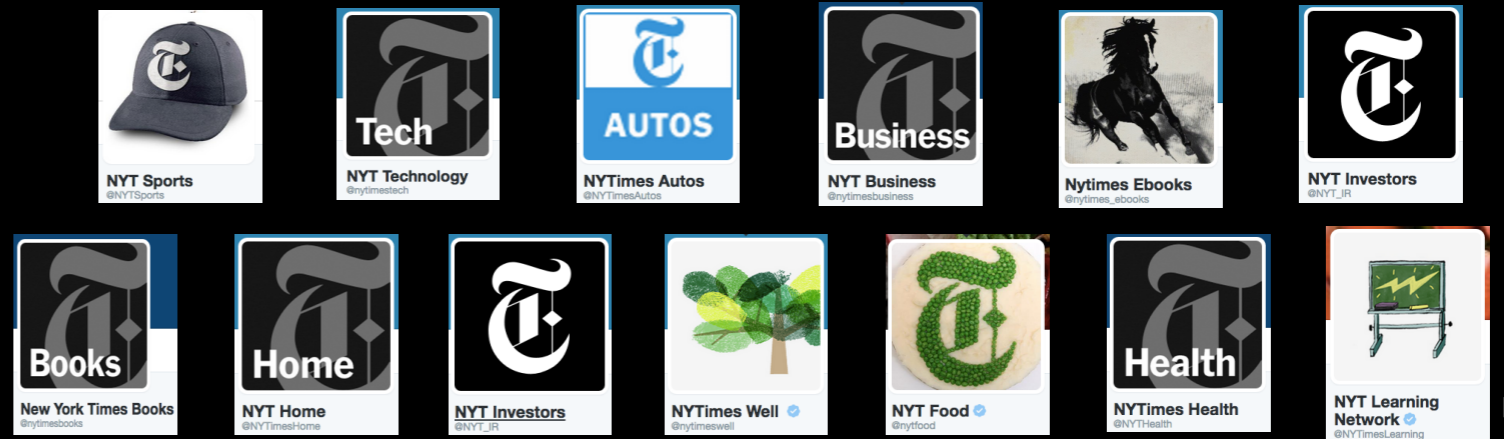 NYT Sports
@NYTSports
Tech
NYT Technology
@nytimestech
AUTOS
NYTimes Autos
@NYTimesAutos
Business
NYT Business
@nytimesbusiness
Nytimes Ebooks
@nytimes_ebooks
NYT Investors
@NYT_IR
Books
New York Times Books
@nytimesbooks
Home
NYT Home
@NYTimesHome
NYT Investors
@NYT_IR
NYTimes Well
@nytimeswell
NYT Food
@nytfood
Health
NYTimes Health
@NYTHealth
NYT Learning
Network
@NYTimesLearning